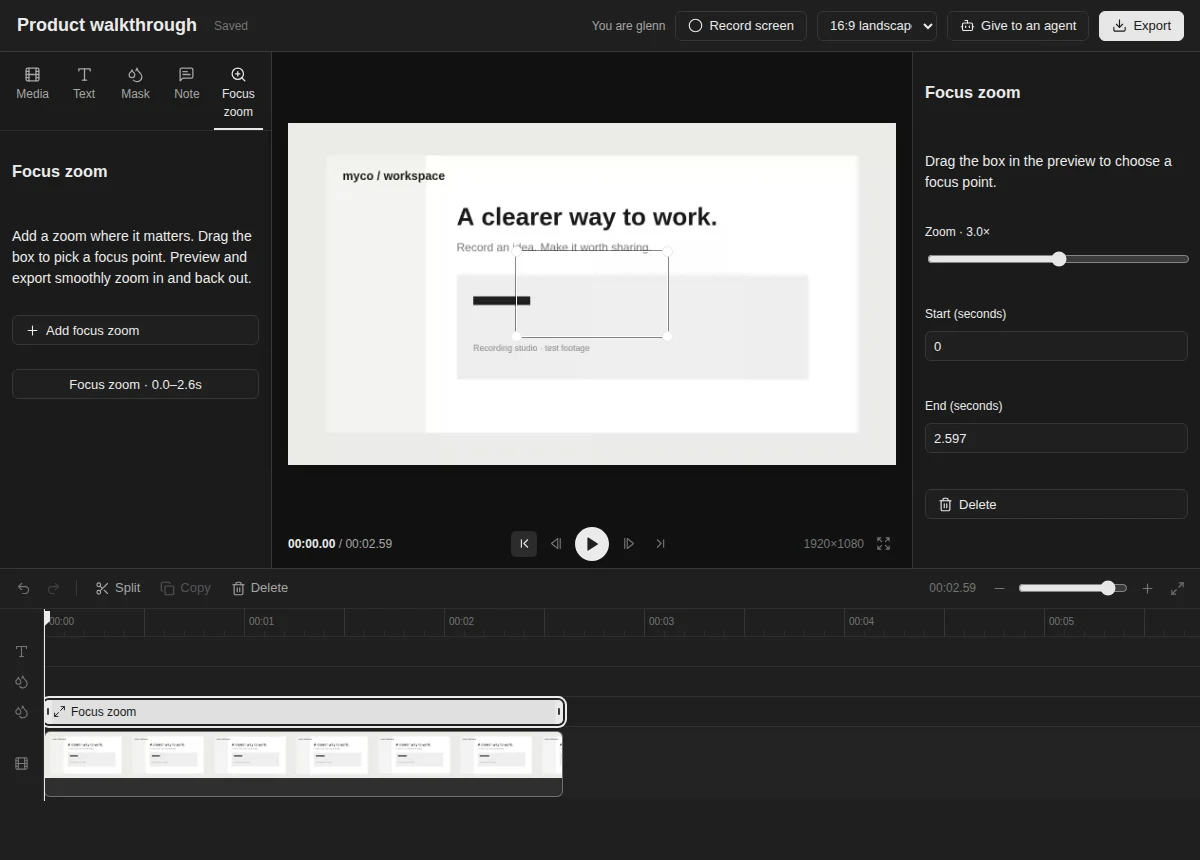 Product walkthrough Saved
You are glenn
Record screen
16:9 landscap
Give to an agent
Export
Media
Text
Mask
Note
Focus
zoom
Focus zoom
Add a zoom where it matters. Drag the
box to pick a focus point. Preview and
export smoothly zoom in and back out.
Add focus zoom
Focus zoom · 0.0–2.6s
myco / workspace
A clearer way to work.
Record an idea. Make it worth sharing.
Recording studio · test footage
00:00.00 / 00:02.59
1920×1080
Focus zoom
Drag the box in the preview to choose a
focus point.
Zoom · 3.0×
Start (seconds)
0
End (seconds)
2.597
Delete
Split
Copy
Delete
00:02.59
00:00
00:01
00:02
00:03
00:04
00:05
Focus zoom